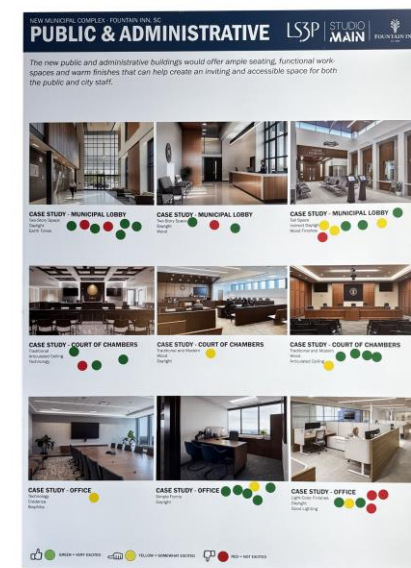 NEW MUNICIPAL COMPLEX - FOUNTAIN INN, SC
PUBLIC & ADMINISTRATIVE
LS3P
STUDIO
MAIN
FOUNTAIN INN
The new public and administrative buildings would offer ample seating, functional work-
spaces and warm finishes that can help create an inviting and accessible space for both
the public and city staff.
CASE STUDY - MUNICIPAL LOBBY
Two-Story Space
Daylight
Earth Tones
CASE STUDY - MUNICIPAL LOBBY
Two-Story Space
Daylight
Wood
CASE STUDY - MUNICIPAL LOBBY
Indirect Daylight
Wood Finishes
CASE STUDY - COURT OF CHAMBERS
Traditional
Articulated Ceiling
Technology
CASE STUDY - COURT OF CHAMBERS
Traditional and Modern
Wood
Daylight
CASE STUDY - COURT OF CHAMBERS
Traditional and Modern
Wood
Articulated Ceiling
CASE STUDY - OFFICE
Technology
Credenza
Biophilia
CASE STUDY - OFFICE
Simple Forms
Daylight
CASE STUDY - OFFICE
Light Color Finishes
Daylight
Good Lighting
GREEN = VERY EXCITED
YELLOW = SOMEWHAT EXCITED
RED = NOT EXCITED